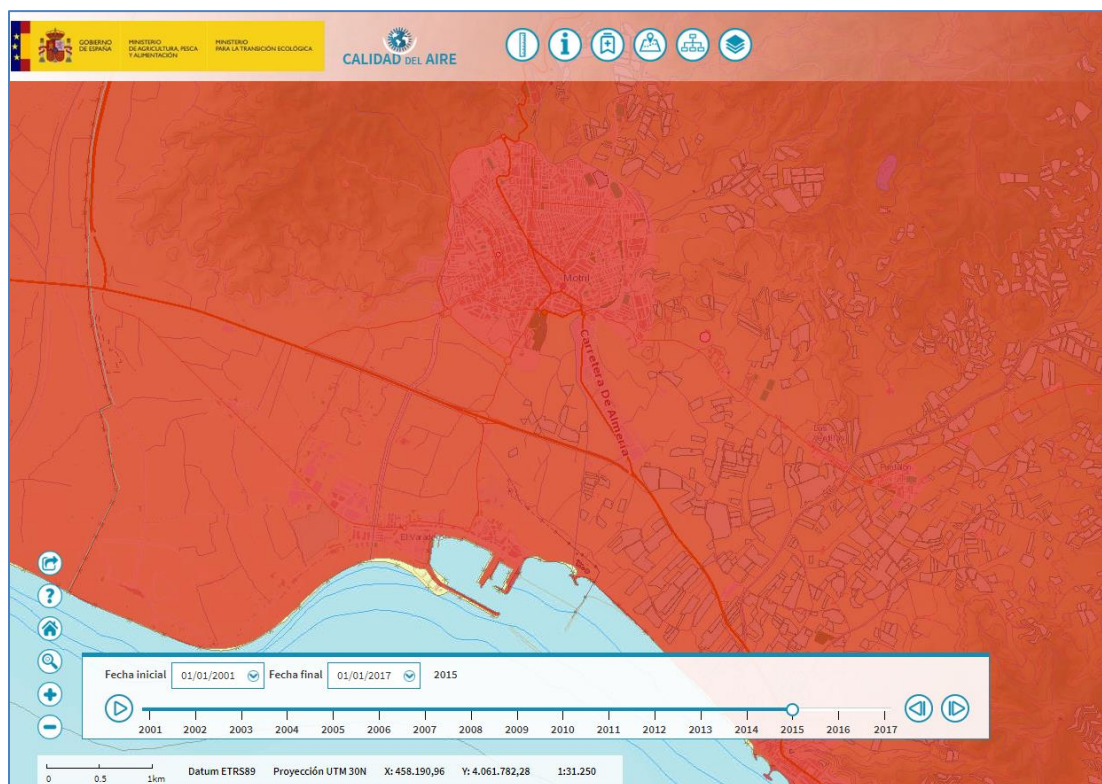 GOBIERNO
DE ESPAÑA
MINISTERIO
DE AGRICULTURA, PESCA
Y ALIMENTACIÓN
MINISTERIO
PARA LA TRANSICIÓN ECOLÓGICA
CALIDAD DEL AIRE
Motril
Carretera De Almería
Puntalón
Fecha inicial 01/01/2001 Fecha final 01/01/2017 2015
2001 2002 2003 2004 2005 2006 2007 2008 2009 2010 2011 2012 2013 2014 2015 2016 2017
0 0.5 1km Datum ETRS89 Proyección UTM 30N X: 458.190,96 Y: 4.061.782,28 1:31.250